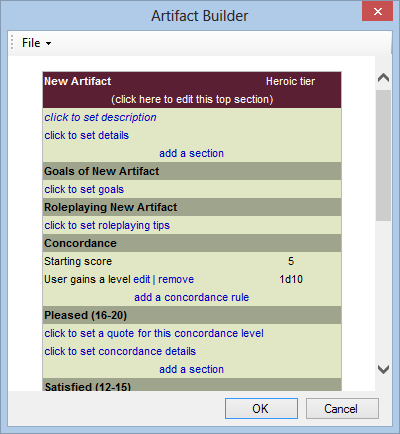 Artifact Builder
File
New Artifact Heroic tier
(click here to edit this top section)
click to set description
click to set details
add a section
Goals of New Artifact
click to set goals
Roleplaying New Artifact
click to set roleplaying tips
Concordance
Starting score 5
User gains a level edit | remove 1d10
add a concordance rule
Pleased (16-20)
click to set a quote for this concordance level
click to set concordance details
add a section
Satisfied (12-15)
OK Cancel